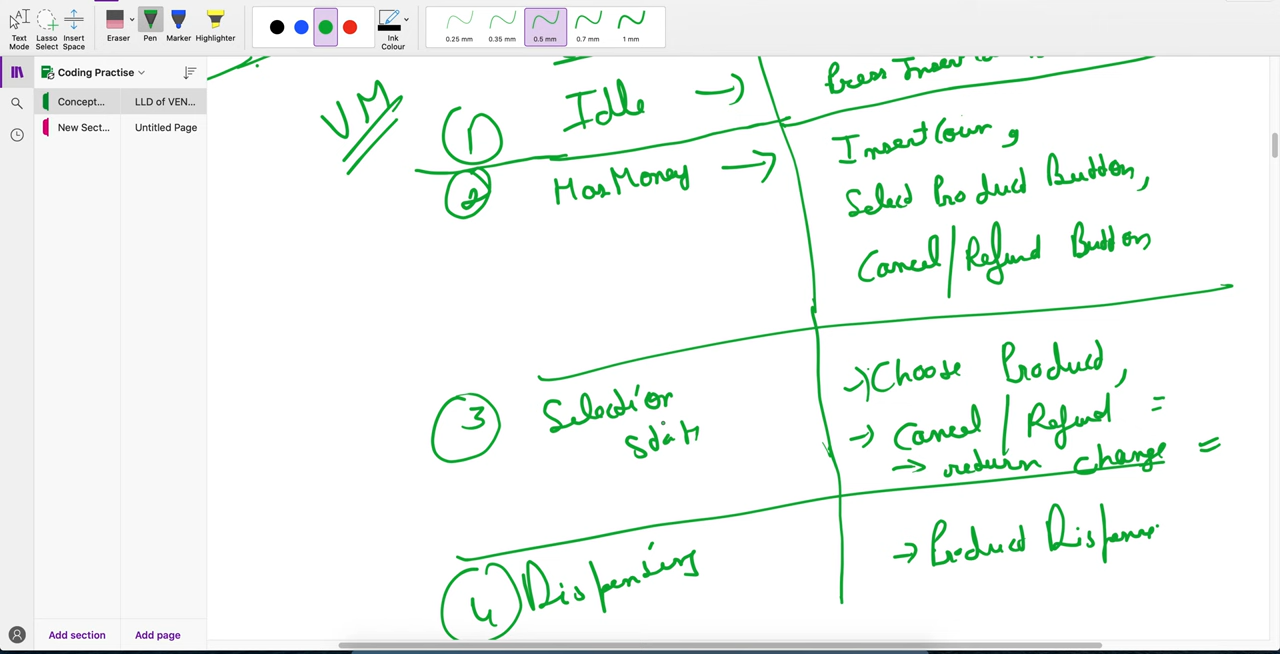 Text Mode
Lasso Select
Insert Space
Eraser
Pen
Marker
Highlighter
Ink Colour
0.25 mm
0.35 mm
0.5 mm
0.7 mm
1 mm
Coding Practise
Concept...
LLD of VEN...
New Sect...
Untitled Page
VM
1 Idle → Press Insert
2 HasMoney → Insert Coin,
Select Product Button,
Cancel/Refund Button
3 Selection State
→ Choose Product,
→ Cancel / Refund =
→ return change =
4 Dispensing
→ Product Dispense
Add section
Add page